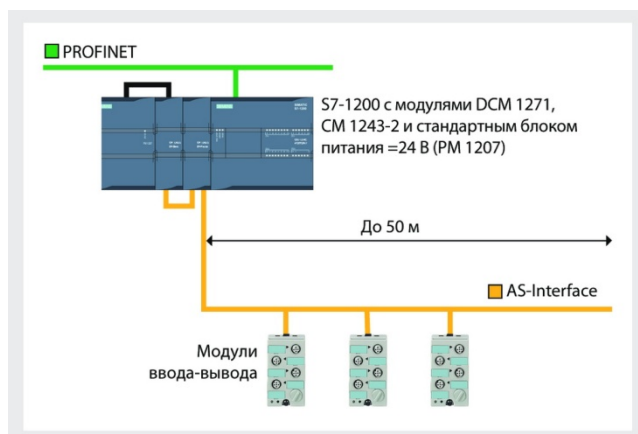 PROFINET
S7-1200 с модулями DCM 1271,
CM 1243-2 и стандартным блоком
питания =24 В (PM 1207)
До 50 м
AS-Interface
Модули
ввода-вывода